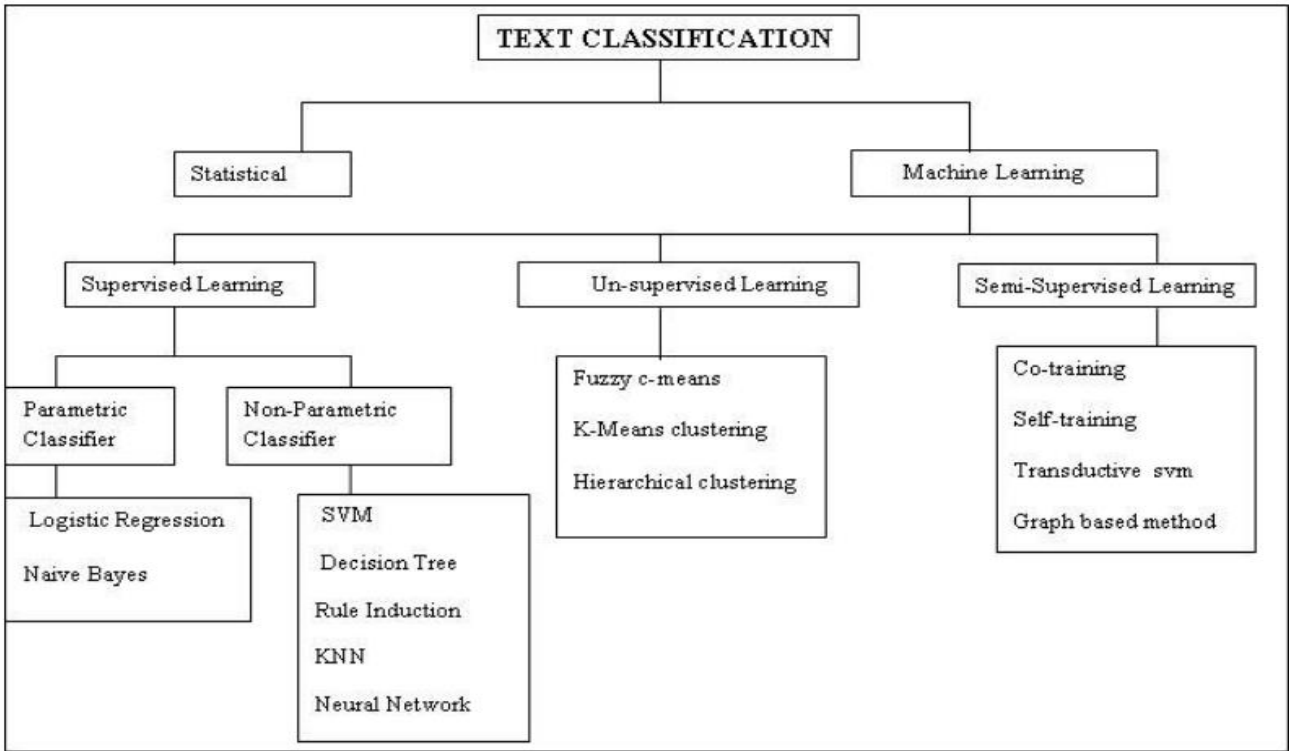 TEXT CLASSIFICATION
Statistical
Machine Learning
Supervised Learning
Un-supervised Learning
Semi-Supervised Learning
Parametric
Classifier
Non-Parametric
Classifier
Fuzzy c-means
K-Means clustering
Hierarchical clustering
Co-training
Self-training
Transductive svm
Graph based method
Logistic Regression
Naive Bayes
SVM
Decision Tree
Rule Induction
KNN
Neural Network